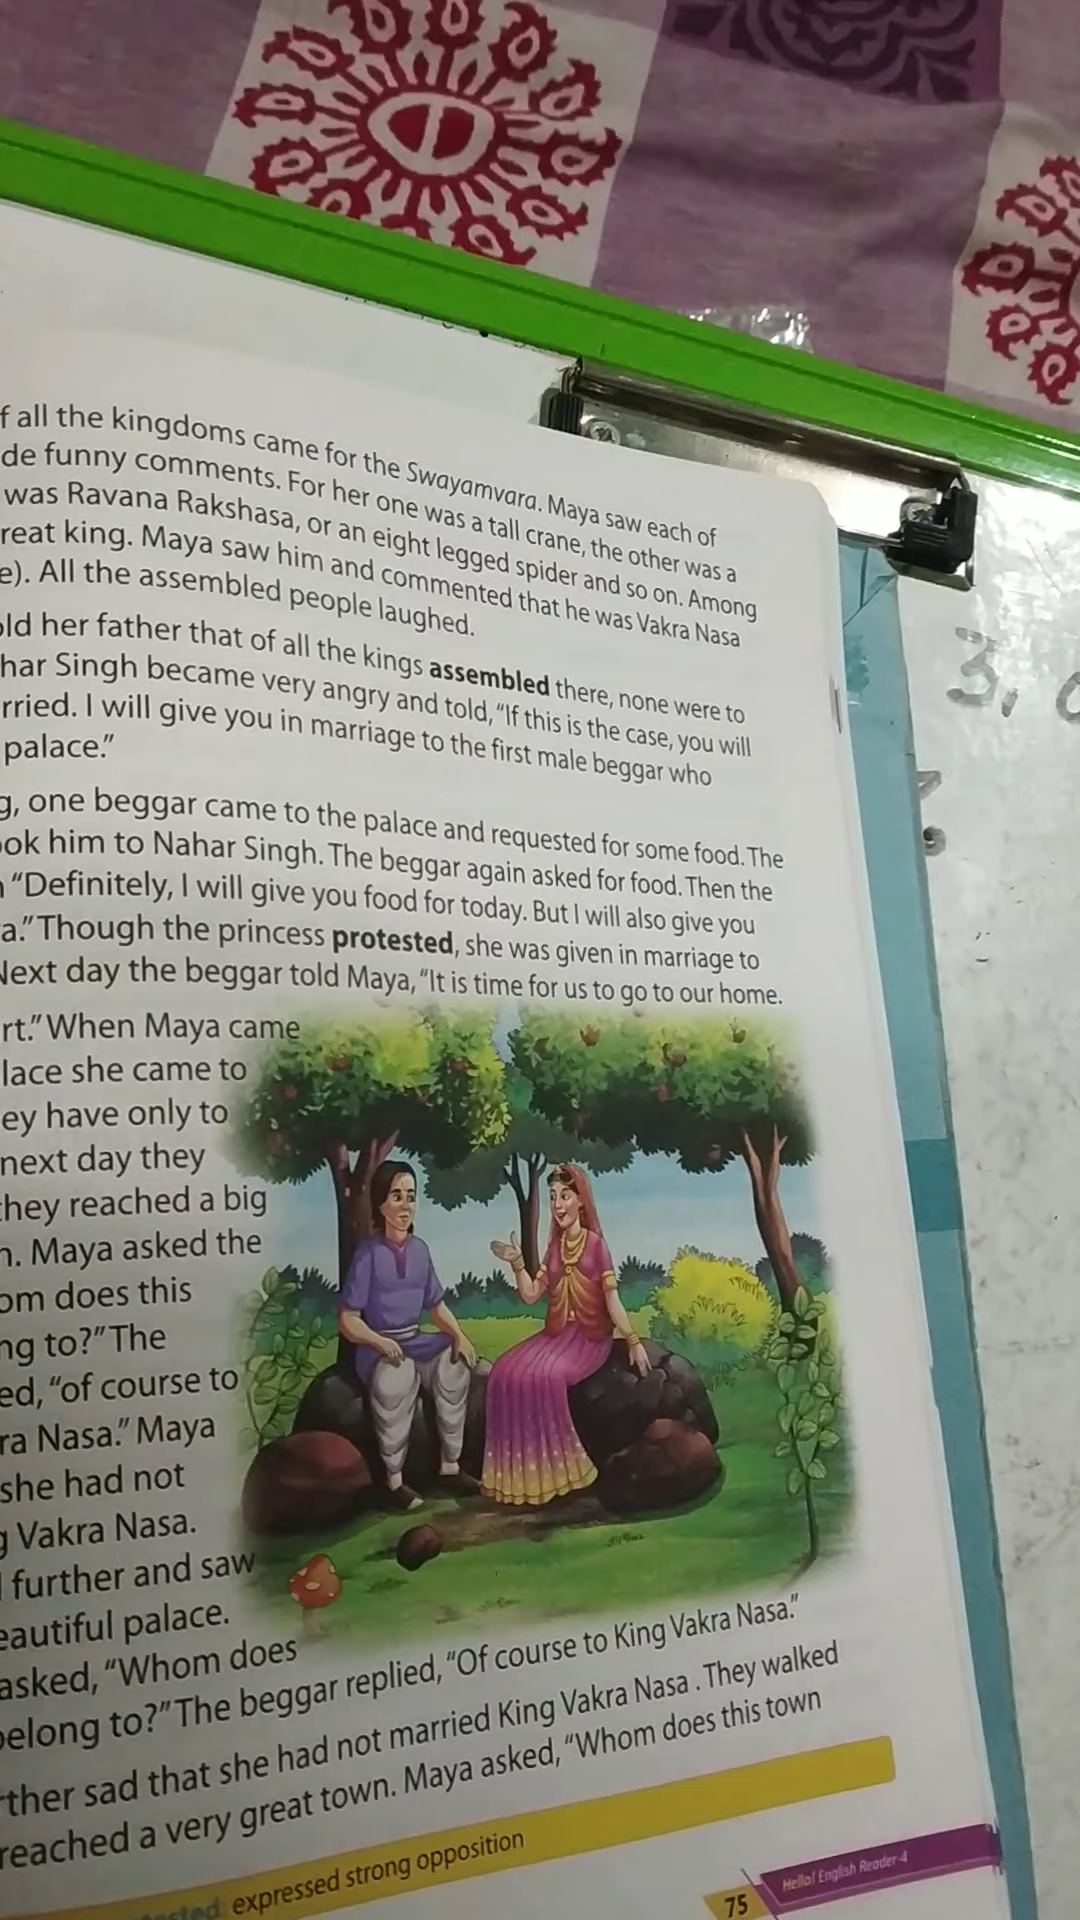 f all the kingdoms came for the Swayamvara. Maya saw each of
de funny comments. For her one was a tall crane, the other was a
was Ravana Rakshasa, or an eight legged spider and so on. Among
reat king. Maya saw him and commented that he was Vakra Nasa
e). All the assembled people laughed.
old her father that of all the kings assembled there, none were to
har Singh became very angry and told, “If this is the case, you will
rried. I will give you in marriage to the first male beggar who
palace.”
g, one beggar came to the palace and requested for some food. The
ook him to Nahar Singh. The beggar again asked for food. Then the
“Definitely, I will give you food for today. But I will also give you
a.” Though the princess protested, she was given in marriage to
Next day the beggar told Maya, “It is time for us to go to our home.
rt.” When Maya came
lace she came to
ey have only to
next day they
they reached a big
n. Maya asked the
om does this
ng to?” The
ed, “of course to
ra Nasa.” Maya
she had not
g Vakra Nasa.
further and saw
eautiful palace.
asked, “Whom does
belong to?” The beggar replied, “Of course to King Vakra Nasa.”
rther sad that she had not married King Vakra Nasa . They walked
reached a very great town. Maya asked, “Whom does this town
expressed strong opposition
75 Hello! English Reader-4
3,